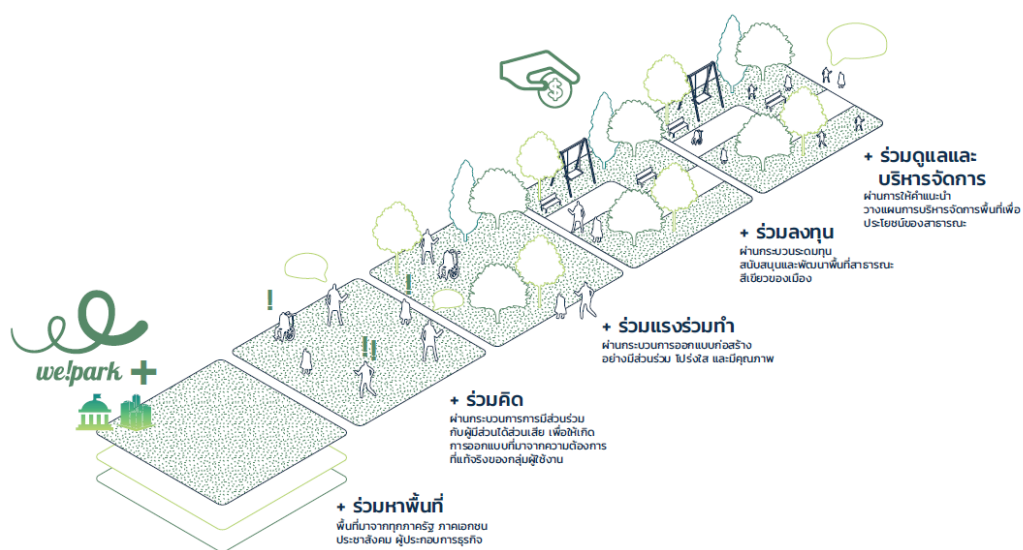 we!park +
+ ร่วมหาพื้นที่
พื้นที่มาจากทุกภาครัฐ ภาคเอกชน
ประชาสังคม ผู้ประกอบการธุรกิจ
+ ร่วมคิด
ผ่านกระบวนการการมีส่วนร่วม
กับผู้มีส่วนได้ส่วนเสีย เพื่อให้เกิด
การออกแบบที่มาจากความต้องการ
ที่แท้จริงของกลุ่มผู้ใช้งาน
+ ร่วมแรงร่วมทำ
ผ่านกระบวนการออกแบบก่อสร้าง
อย่างมีส่วนร่วม โปร่งใส และมีคุณภาพ
+ ร่วมลงทุน
ผ่านกระบวนระดมทุน
สนับสนุนและพัฒนาพื้นที่สาธารณะ
สีเขียวของเมือง
+ ร่วมดูแลและ
บริหารจัดการ
ผ่านการให้คำแนะนำ
วางแผนการบริหารจัดการพื้นที่เพื่อ
ประโยชน์ของสาธารณะ